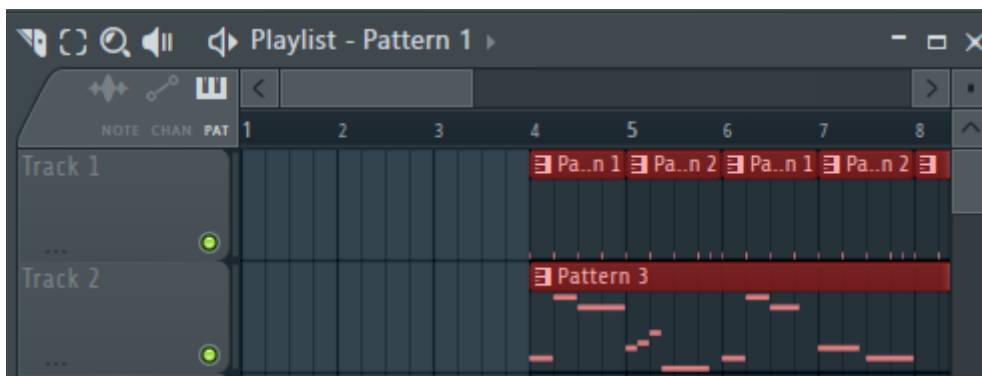 Playlist - Pattern 1
NOTE CHAN PAT 1 2 3 4 5 6 7 8
Track 1 Pa..n 1 Pa..n 2 Pa..n 1 Pa..n 2
...
Track 2 Pattern 3
...